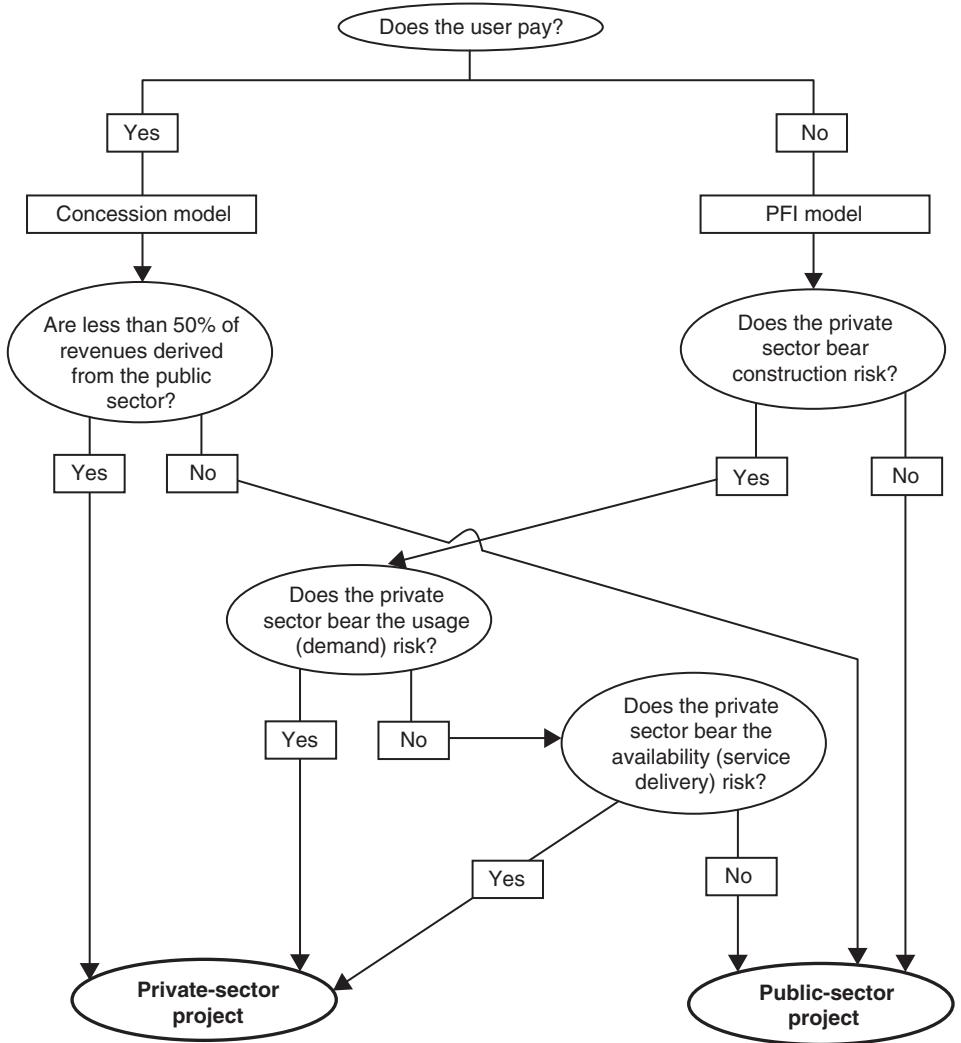 Does the user pay?
Yes
No
Concession model
PFI model
Are less than 50% of
revenues derived
from the public
sector?
Does the private
sector bear
construction risk?
Yes
No
Yes
No
Does the private
sector bear the usage
(demand) risk?
Yes
No
Does the private
sector bear the
availability (service
delivery) risk?
Yes
No
Private-sector
project
Public-sector
project